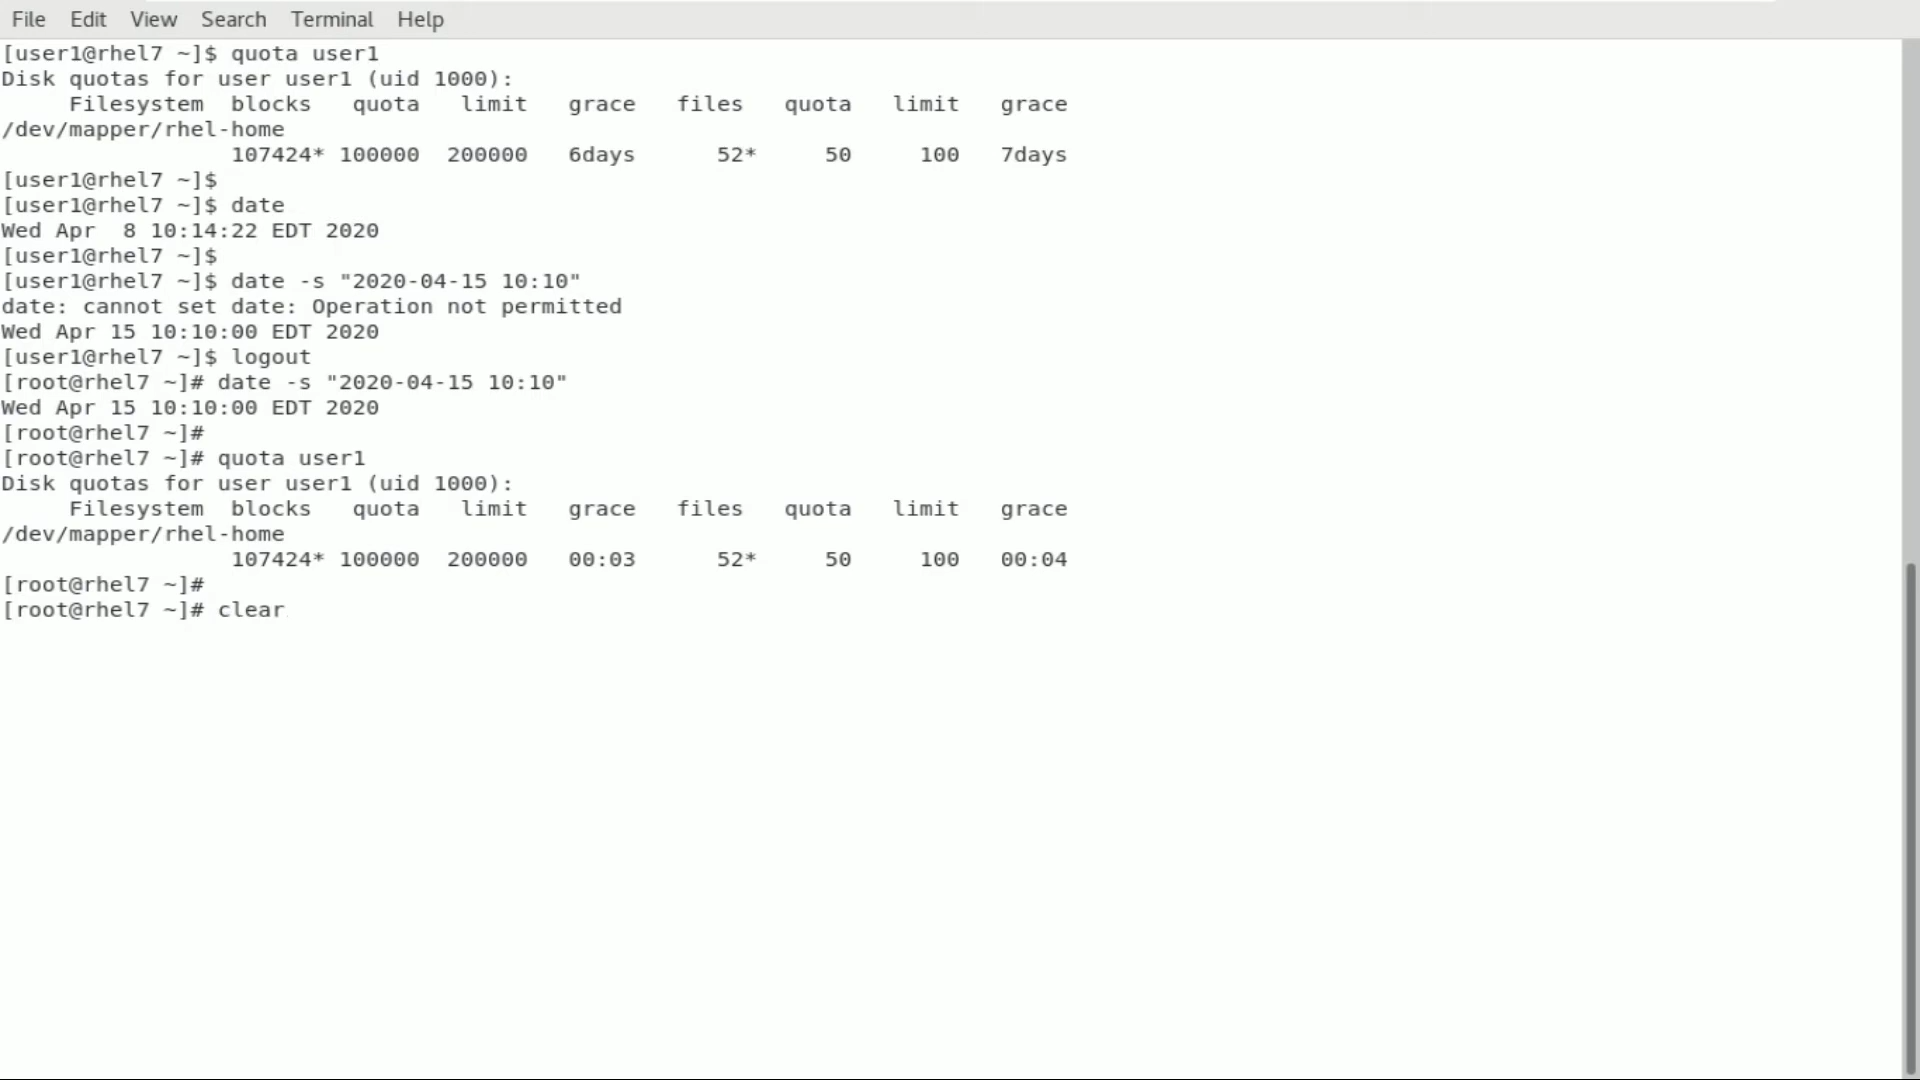 File Edit View Search Terminal Help
[user1@rhel7 ~]$ quota user1
Disk quotas for user user1 (uid 1000):
     Filesystem  blocks   quota   limit   grace   files   quota   limit   grace
/dev/mapper/rhel-home
                 107424* 100000  200000   6days      52*     50     100   7days
[user1@rhel7 ~]$
[user1@rhel7 ~]$ date
Wed Apr  8 10:14:22 EDT 2020
[user1@rhel7 ~]$
[user1@rhel7 ~]$ date -s "2020-04-15 10:10"
date: cannot set date: Operation not permitted
Wed Apr 15 10:10:00 EDT 2020
[user1@rhel7 ~]$ logout
[root@rhel7 ~]# date -s "2020-04-15 10:10"
Wed Apr 15 10:10:00 EDT 2020
[root@rhel7 ~]#
[root@rhel7 ~]# quota user1
Disk quotas for user user1 (uid 1000):
     Filesystem  blocks   quota   limit   grace   files   quota   limit   grace
/dev/mapper/rhel-home
                 107424* 100000  200000   00:03      52*     50     100   00:04
[root@rhel7 ~]#
[root@rhel7 ~]# clear